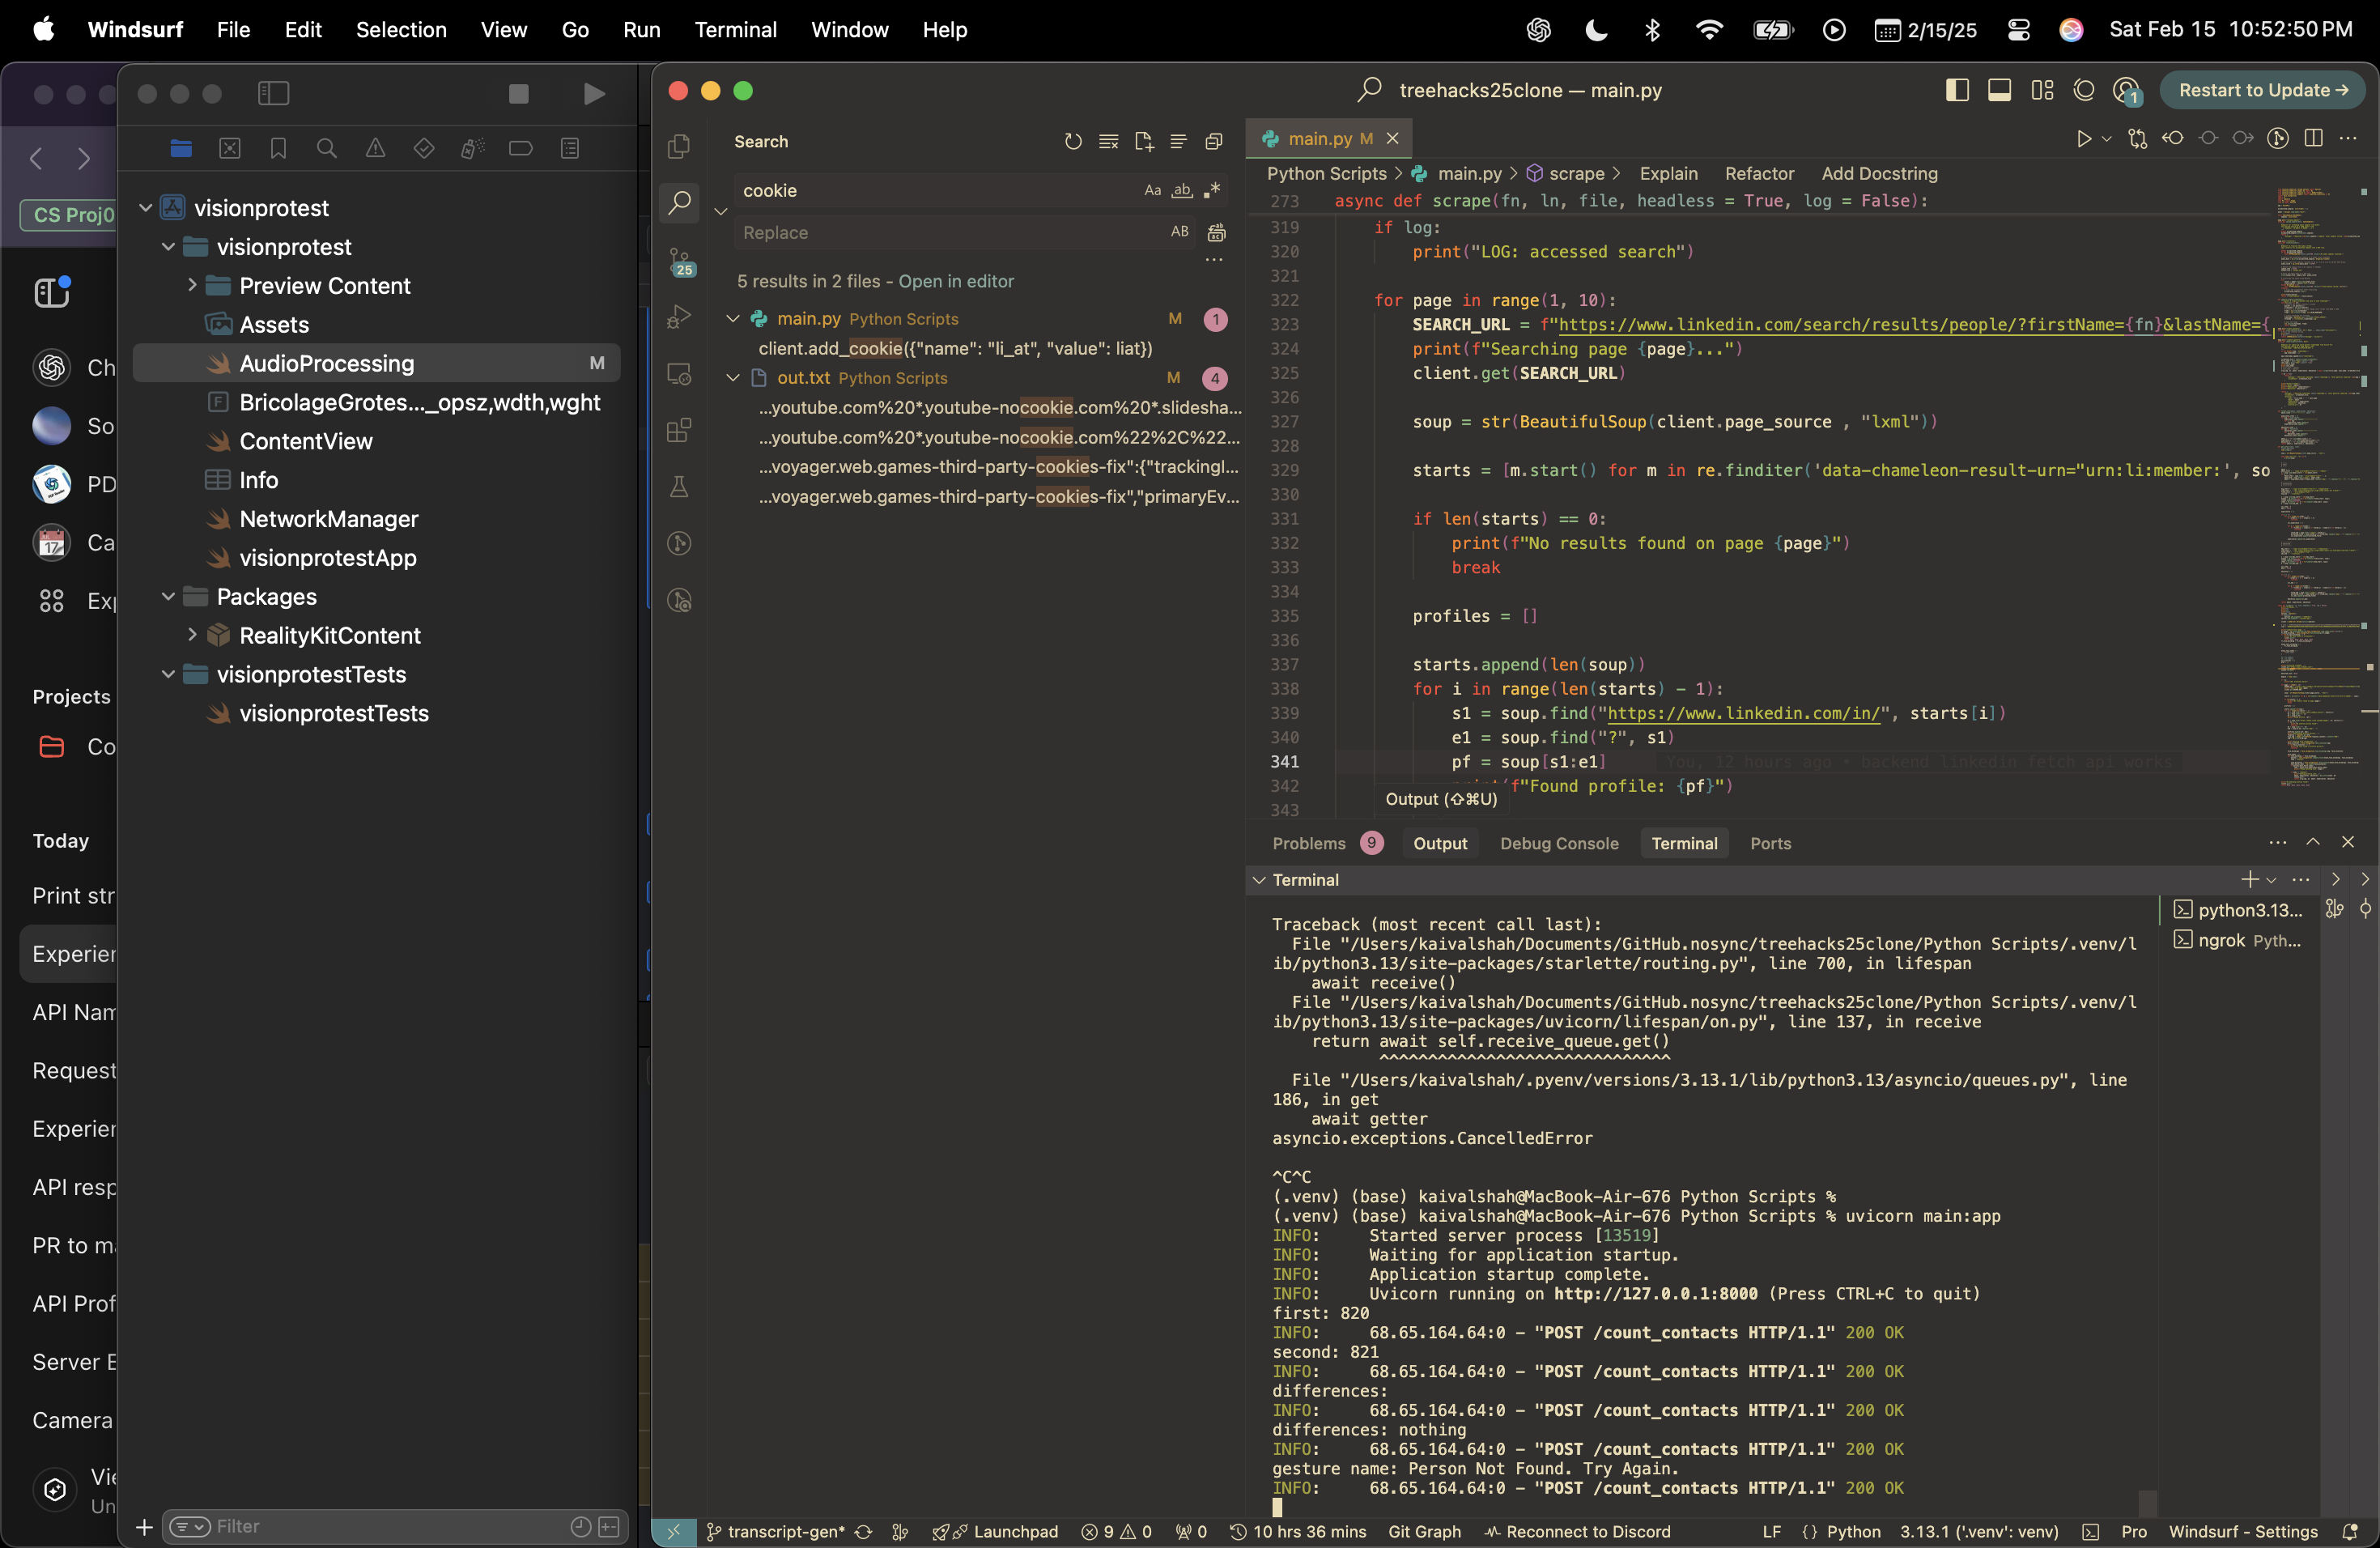 Windsurf File Edit Selection View Go Run Terminal Window Help
2/15/25 Sat Feb 15 10:52:50 PM
CS Proj0
17
Projects
Today
Print str
Experier
API Nam
Request
Experier
API resp
PR to ma
API Prof
Server E
Camera
visionprotest
visionprotest
Preview Content
Assets
AudioProcessing M
BricolageGrotes..._opsz,wdth,wght
ContentView
Info
NetworkManager
visionprotestApp
Packages
RealityKitContent
visionprotestTests
visionprotestTests
Filter
treehacks25clone — main.py
1
Restart to Update →
25
Search
cookie Aa ab
Replace AB
5 results in 2 files - Open in editor
main.py Python Scripts M 1
client.add_cookie({"name": "li_at", "value": liat})
out.txt Python Scripts M 4
...youtube.com%20*.youtube-nocookie.com%20*.slidesha...
...youtube.com%20*.youtube-nocookie.com%22%2C%22...
...voyager.web.games-third-party-cookies-fix":{"trackingI...
...voyager.web.games-third-party-cookies-fix","primaryEv...
main.py M
Python Scripts > main.py > scrape > Explain Refactor Add Docstring
273 async def scrape(fn, ln, file, headless = True, log = False):
319 if log:
320 print("LOG: accessed search")
321
322 for page in range(1, 10):
323 SEARCH_URL = f"https://www.linkedin.com/search/results/people/?firstName={fn}&lastName={
324 print(f"Searching page {page}...")
325 client.get(SEARCH_URL)
326
327 soup = str(BeautifulSoup(client.page_source , "lxml"))
328
329 starts = [m.start() for m in re.finditer('data-chameleon-result-urn="urn:li:member:', so
330
331 if len(starts) == 0:
332 print(f"No results found on page {page}")
333 break
334
335 profiles = []
336
337 starts.append(len(soup))
338 for i in range(len(starts) - 1):
339 s1 = soup.find("https://www.linkedin.com/in/", starts[i])
340 e1 = soup.find("?", s1)
341 pf = soup[s1:e1] You, 12 hours ago • backend linkedin fetch api works
342 f"Found profile: {pf}")
343
Output (⇧⌘U)
Problems 9 Output Debug Console Terminal Ports
Terminal
python3.13...
ngrok Pyth...
Traceback (most recent call last):
File "/Users/kaivalshah/Documents/GitHub.nosync/treehacks25clone/Python Scripts/.venv/l
ib/python3.13/site-packages/starlette/routing.py", line 700, in lifespan
await receive()
File "/Users/kaivalshah/Documents/GitHub.nosync/treehacks25clone/Python Scripts/.venv/l
ib/python3.13/site-packages/uvicorn/lifespan/on.py", line 137, in receive
return await self.receive_queue.get()
^^^^^^^^^^^^^^^^^^^^^^^^^^^^^^
File "/Users/kaivalshah/.pyenv/versions/3.13.1/lib/python3.13/asyncio/queues.py", line
186, in get
await getter
asyncio.exceptions.CancelledError
^C^C
(.venv) (base) kaivalshah@MacBook-Air-676 Python Scripts %
(.venv) (base) kaivalshah@MacBook-Air-676 Python Scripts % uvicorn main:app
INFO: Started server process [13519]
INFO: Waiting for application startup.
INFO: Application startup complete.
INFO: Uvicorn running on http://127.0.0.1:8000 (Press CTRL+C to quit)
first: 820
INFO: 68.65.164.64:0 - "POST /count_contacts HTTP/1.1" 200 OK
second: 821
INFO: 68.65.164.64:0 - "POST /count_contacts HTTP/1.1" 200 OK
differences:
INFO: 68.65.164.64:0 - "POST /count_contacts HTTP/1.1" 200 OK
differences: nothing
INFO: 68.65.164.64:0 - "POST /count_contacts HTTP/1.1" 200 OK
gesture name: Person Not Found. Try Again.
INFO: 68.65.164.64:0 - "POST /count_contacts HTTP/1.1" 200 OK
transcript-gen* Launchpad 9 0 0 10 hrs 36 mins Git Graph Reconnect to Discord LF {} Python 3.13.1 ('.venv': venv) Pro Windsurf - Settings